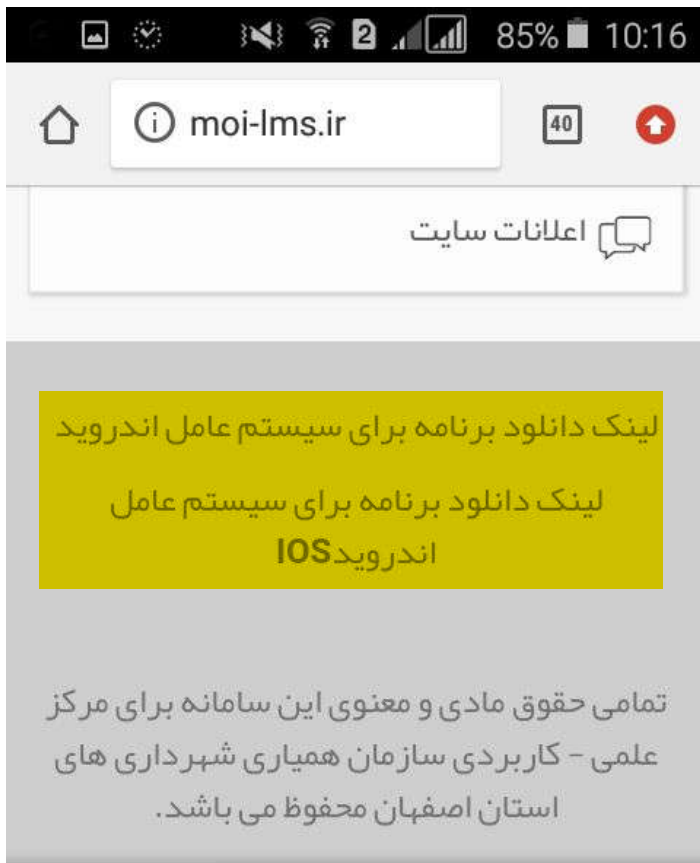 85% 10:16
moi-lms.ir
40
اعلانات سایت
لینک دانلود برنامه برای سیستم عامل اندروید
لینک دانلود برنامه برای سیستم عامل
اندرویدIOS
تمامی حقوق مادی و معنوی این سامانه برای مرکز
علمی - کاربردی سازمان همیاری شهرداری های
استان اصفهان محفوظ می باشد.